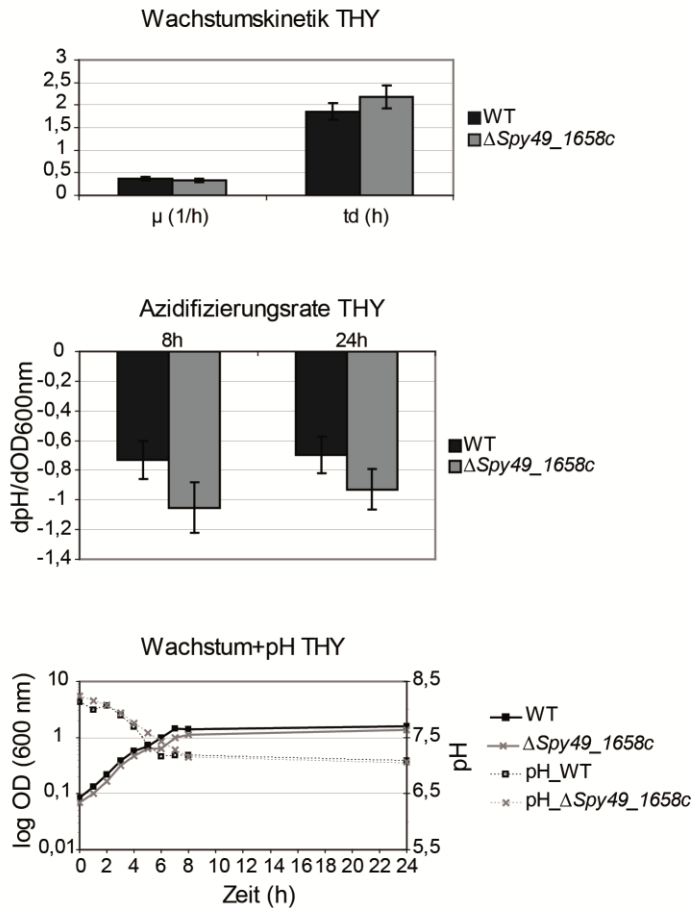 Wachstumskinetik THY
3
2,5
2
1,5
1
0,5
0
µ (1/h) td (h)
WT
ΔSpy49_1658c
Azidifizierungsrate THY
8h 24h
0
-0,2
-0,4
-0,6
-0,8
-1
-1,2
-1,4
dpH/dOD600nm
WT
ΔSpy49_1658c
Wachstum+pH THY
log OD (600 nm)
10
1
0,1
0,01
8,5
7,5
6,5
5,5
pH
0 2 4 6 8 10 12 14 16 18 20 22 24
Zeit (h)
WT
ΔSpy49_1658c
pH_WT
pH_ΔSpy49_1658c